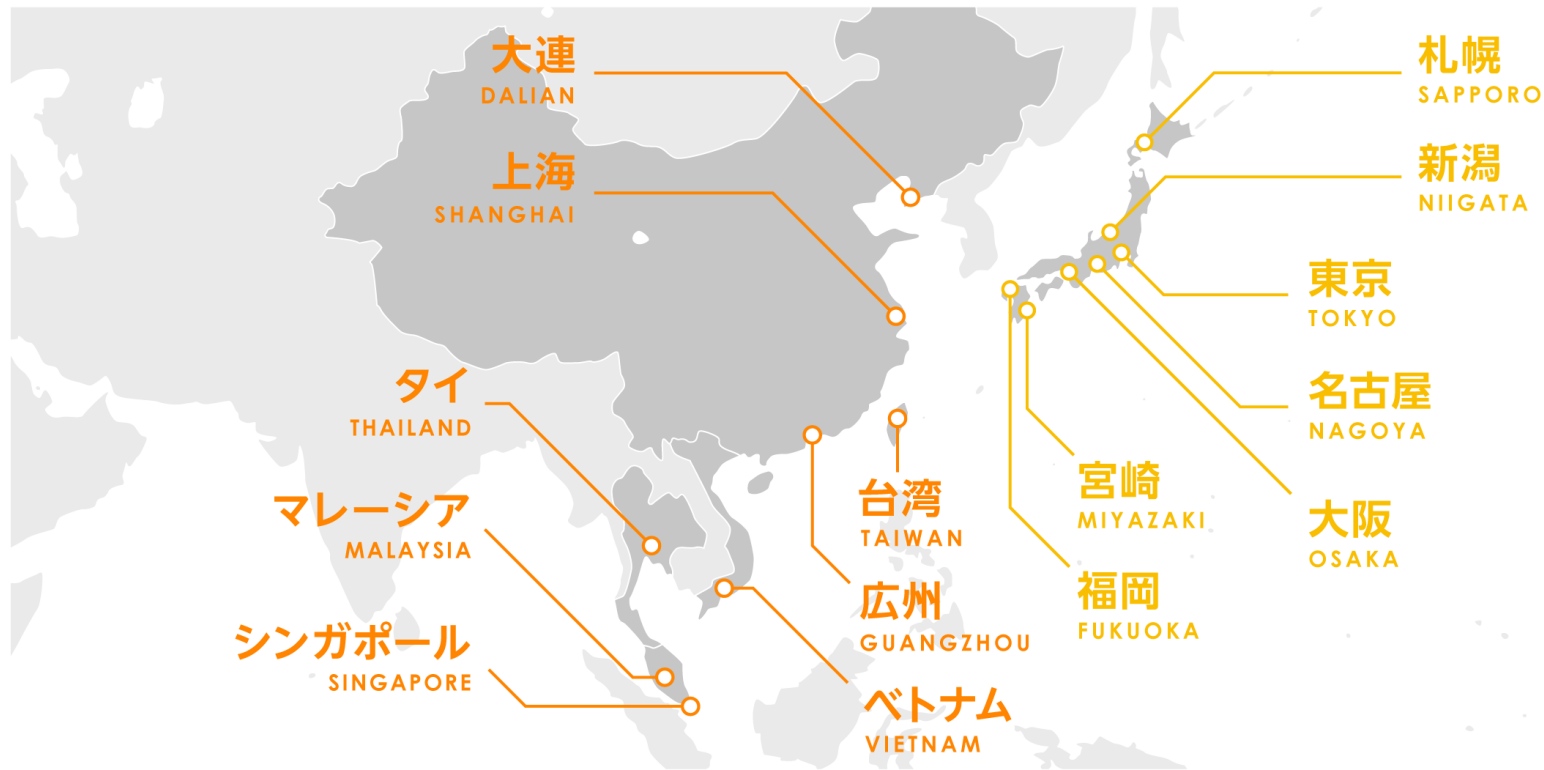 大連
DALIAN
上海
SHANGHAI
タイ
THAILAND
マレーシア
MALAYSIA
シンガポール
SINGAPORE
台湾
TAIWAN
広州
GUANGZHOU
ベトナム
VIETNAM
札幌
SAPPORO
新潟
NIIGATA
東京
TOKYO
名古屋
NAGOYA
大阪
OSAKA
宮崎
MIYAZAKI
福岡
FUKUOKA